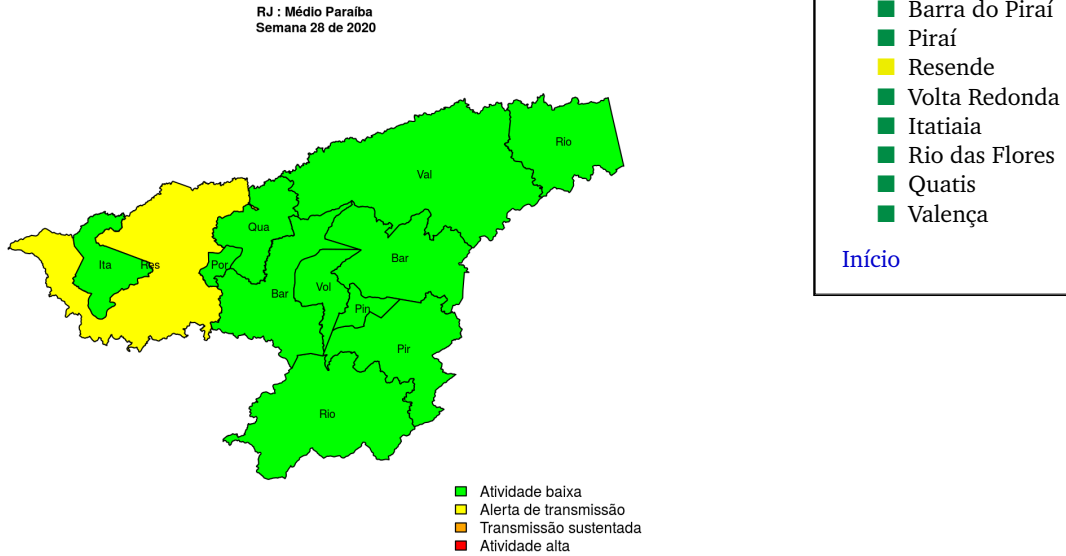 RJ : Médio Paraíba
Semana 28 de 2020
Rio
Val
Qua
Ita
Res
Por
Bar
Bar
Vol
Pin
Pir
Rio
Atividade baixa
Alerta de transmissão
Transmissão sustentada
Atividade alta
Barra do Piraí
Piraí
Resende
Volta Redonda
Itatiaia
Rio das Flores
Quatis
Valença
Início